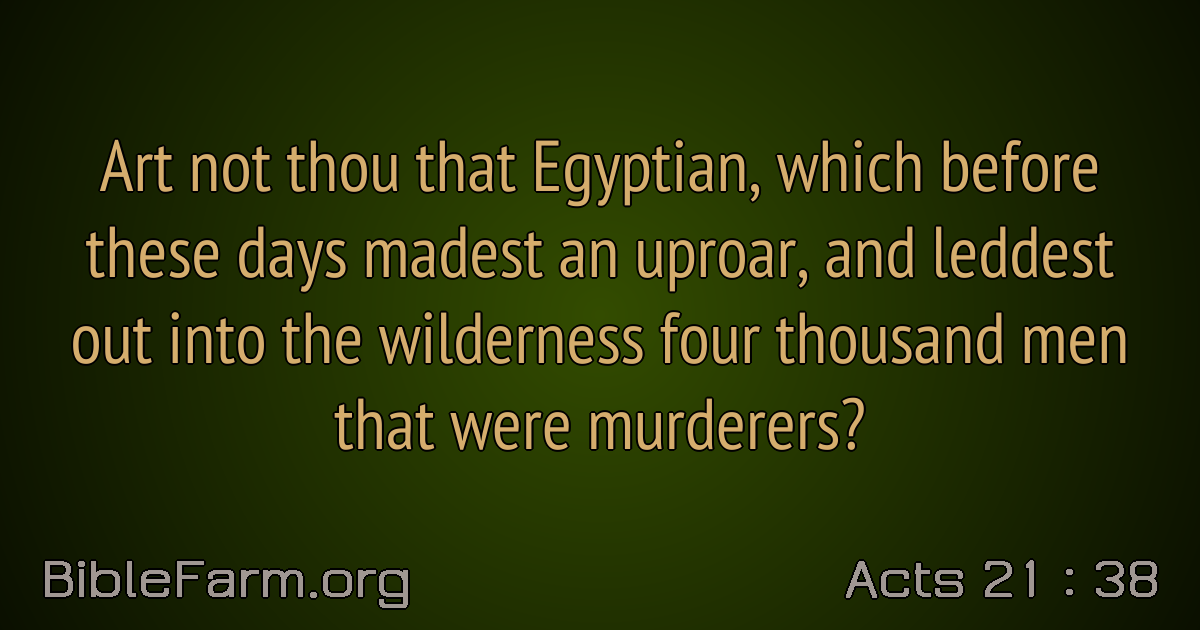 Art not thou that Egyptian, which before
these days madest an uproar, and leddest
out into the wilderness four thousand men
that were murderers?
BibleFarm.org
Acts 21 : 38